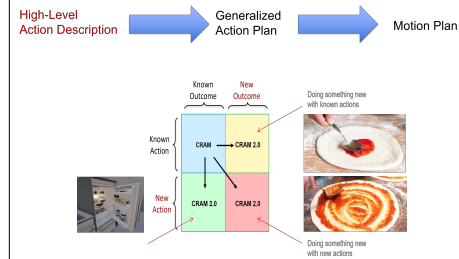 High-Level
Action Description
Generalized
Action Plan
Motion Plan
Known
Outcome
New
Outcome
Doing something new
with known actions
Known
Action
CRAM
CRAM 2.0
New
Action
CRAM 2.0
CRAM 2.0
Doing something new
with new actions